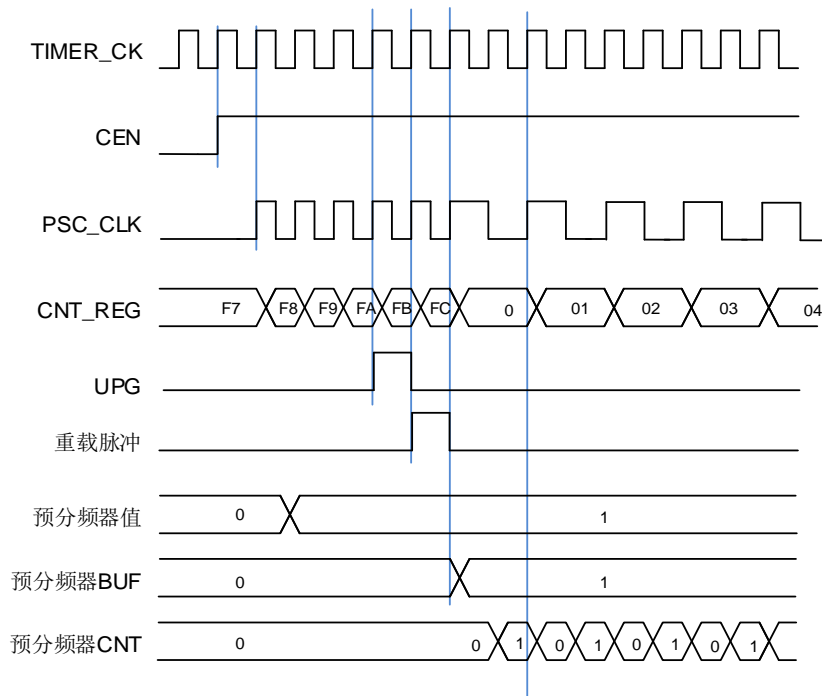 TIMER_CK
CEN
PSC_CLK
CNT_REG F7 F8 F9 FA FB FC 0 01 02 03 04
UPG
重载脉冲
预分频器值 0 1
预分频器BUF 0 1
预分频器CNT 0 0 1 0 1 0 1 0 1